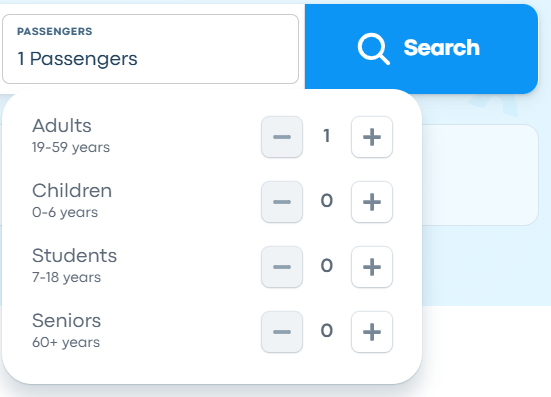 PASSENGERS
1 Passengers
Search
Adults
19-59 years
1
Children
0-6 years
0
Students
7-18 years
0
Seniors
60+ years
0